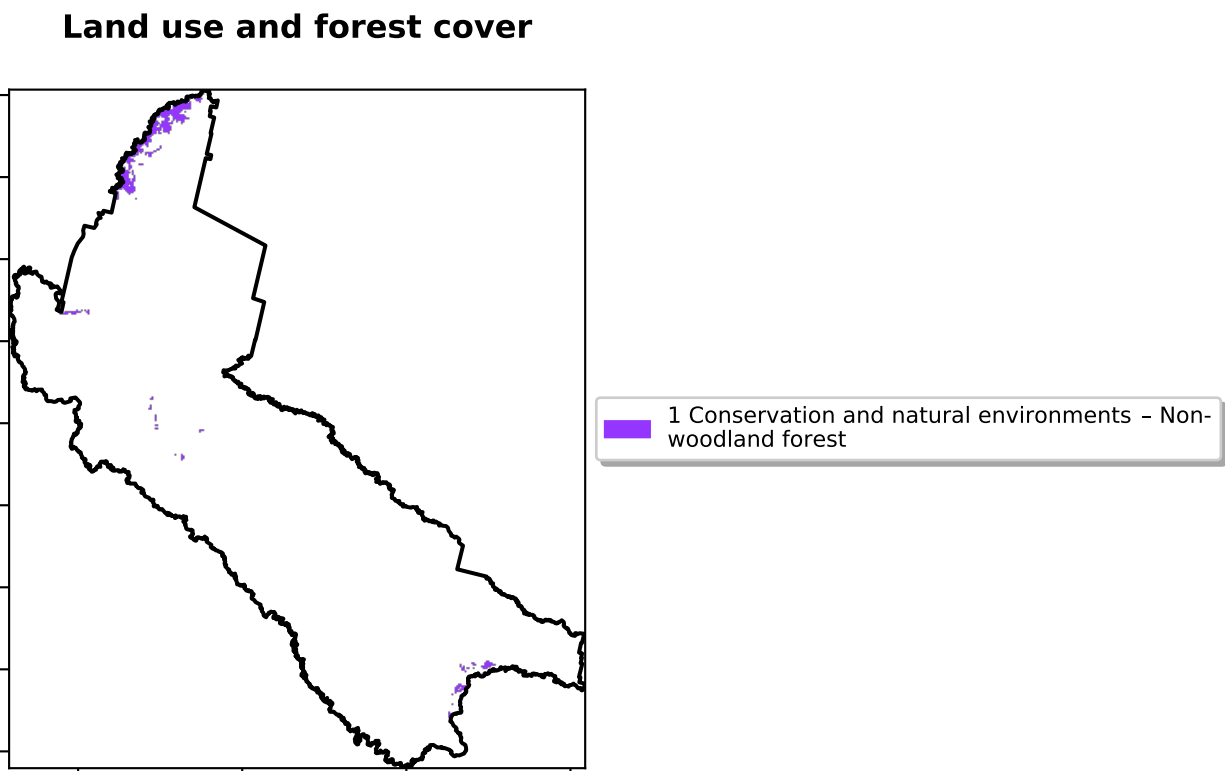 Land use and forest cover
1 Conservation and natural environments – Non-
woodland forest